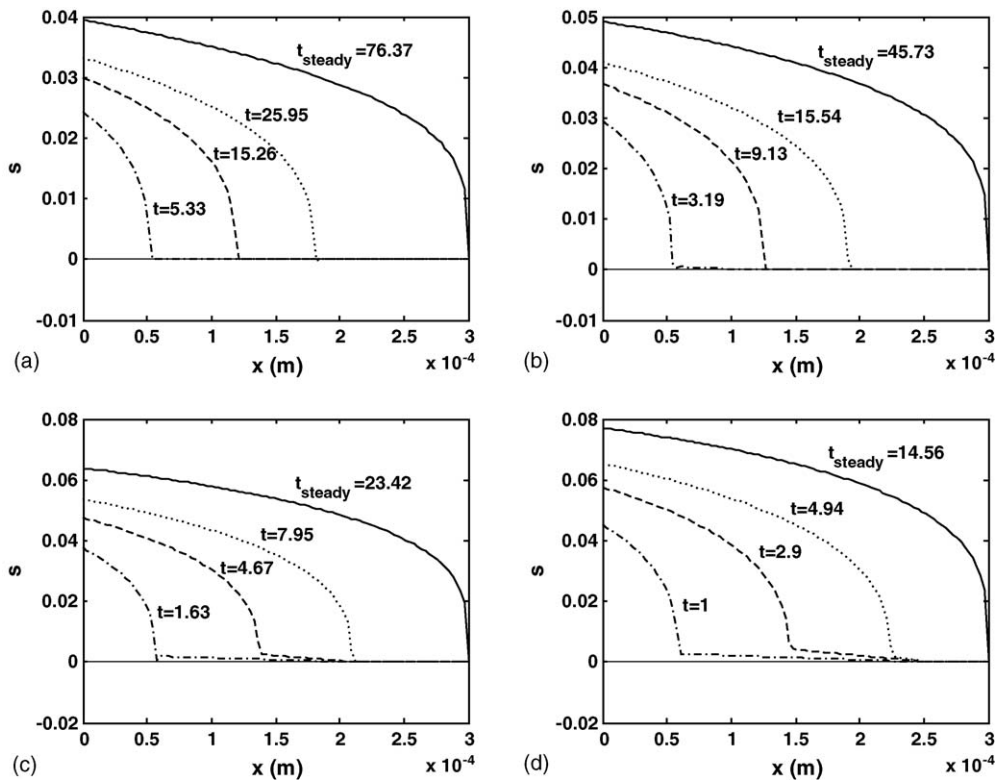 0.04
0.03
0.02
0.01
0
-0.01
s
t_steady=76.37
t=25.95
t=15.26
t=5.33
0 0.5 1 1.5 2 2.5 3
x (m)
x 10^-4
(a)
0.05
0.04
0.03
0.02
0.01
0
-0.01
s
t_steady=45.73
t=15.54
t=9.13
t=3.19
0 0.5 1 1.5 2 2.5 3
x (m)
x 10^-4
(b)
0.08
0.06
0.04
0.02
0
-0.02
s
t_steady=23.42
t=7.95
t=4.67
t=1.63
0 0.5 1 1.5 2 2.5 3
x (m)
x 10^-4
(c)
0.08
0.06
0.04
0.02
0
-0.02
s
t_steady=14.56
t=4.94
t=2.9
t=1
0 0.5 1 1.5 2 2.5 3
x (m)
x 10^-4
(d)